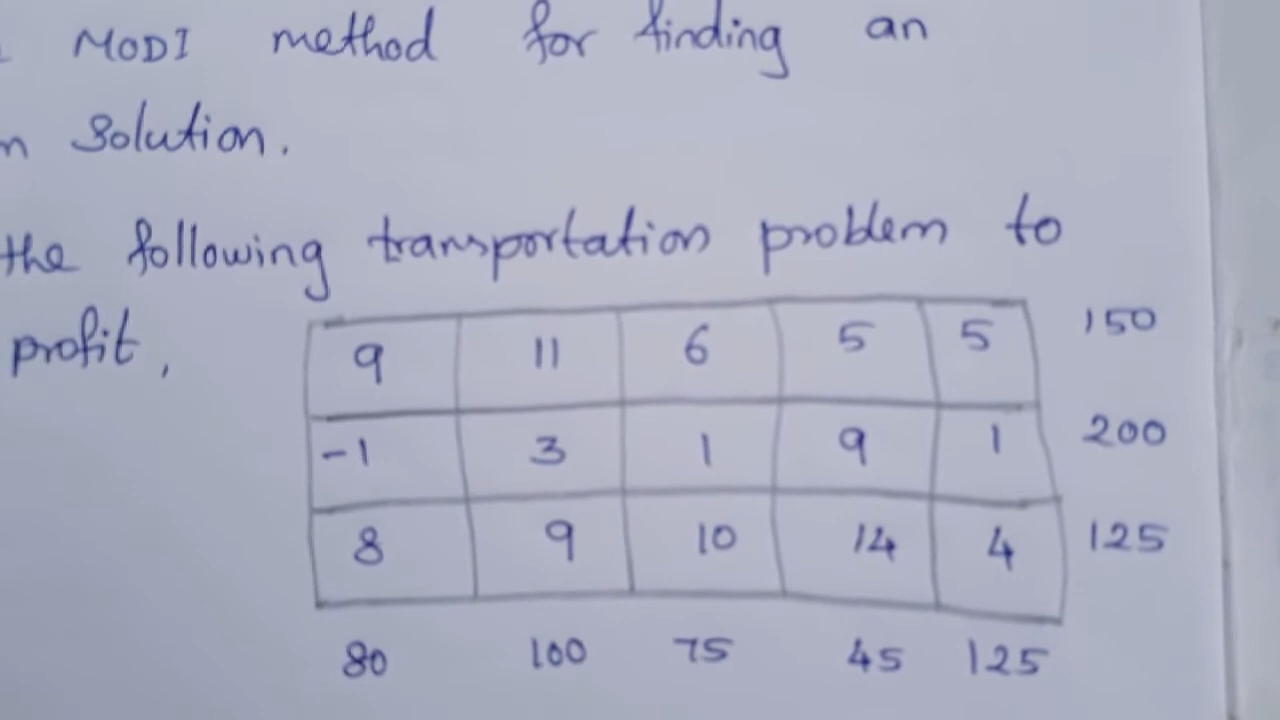 MODI method for finding an
n solution.
the following transportation problem to
profit,
9 11 6 5 5 150
-1 3 1 9 1 200
8 9 10 14 4 125
80 100 75 45 125